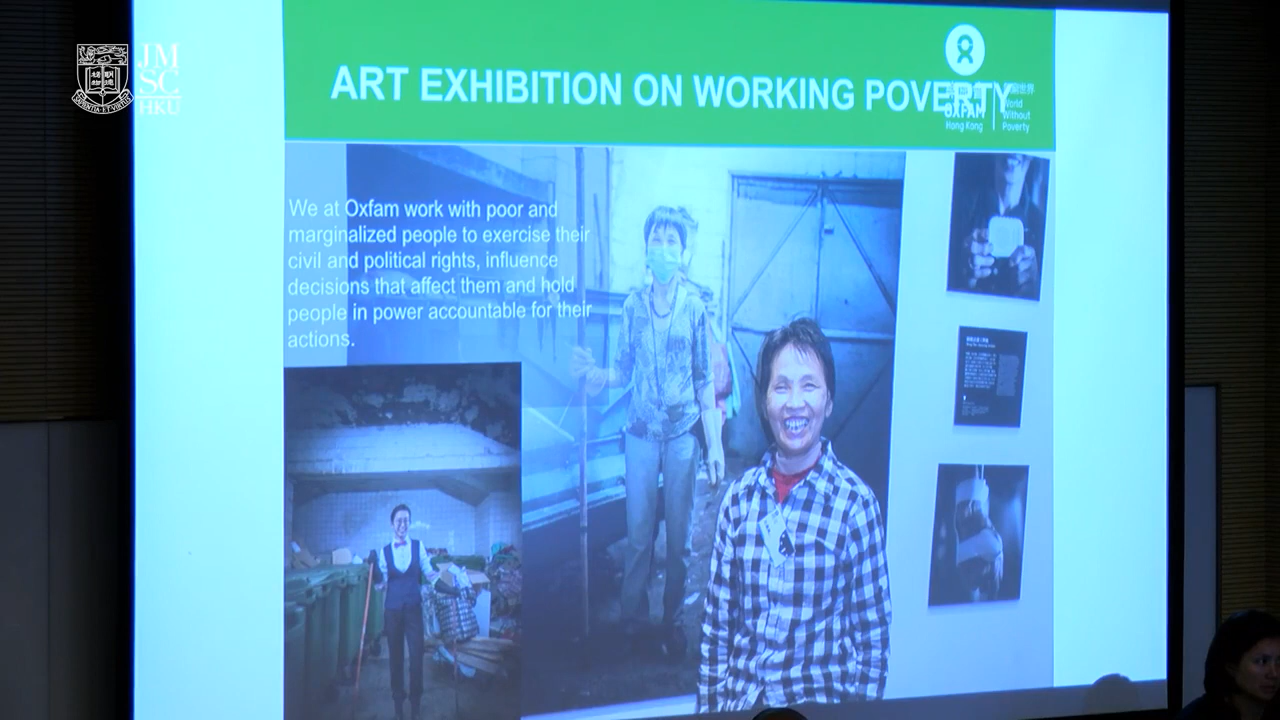 JM
SC
HKU
ART EXHIBITION ON WORKING POVERTY
OXFAM
Hong Kong
World
Without
Poverty
We at Oxfam work with poor and
marginalized people to exercise their
civil and political rights, influence
decisions that affect them and hold
people in power accountable for their
actions.